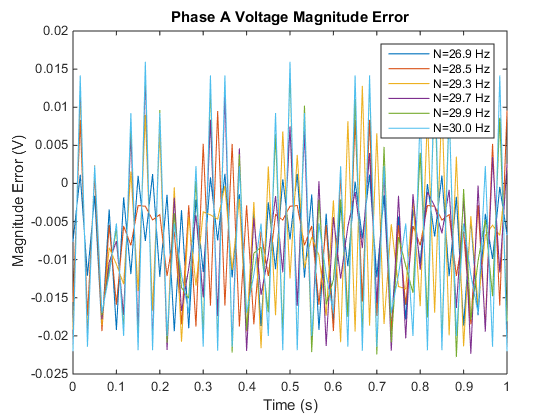 Phase A Voltage Magnitude Error
0.02
0.015
0.01
0.005
0
-0.005
-0.01
-0.015
-0.02
-0.025
Magnitude Error (V)
N=26.9 Hz
N=28.5 Hz
N=29.3 Hz
N=29.7 Hz
N=29.9 Hz
N=30.0 Hz
0 0.1 0.2 0.3 0.4 0.5 0.6 0.7 0.8 0.9 1
Time (s)